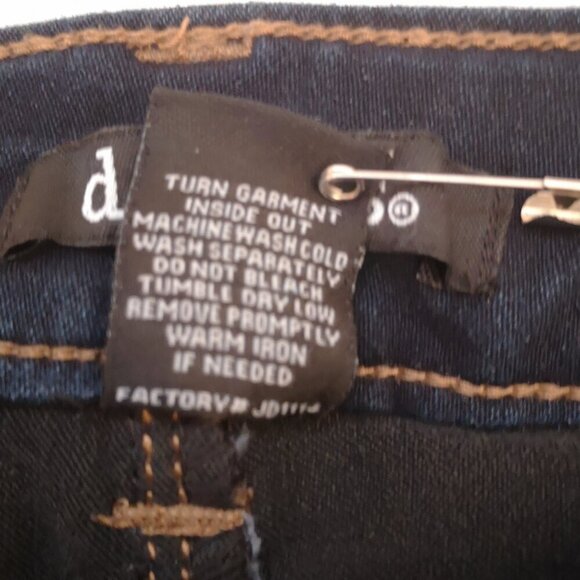 d
®
TURN GARMENT
INSIDE OUT
MACHINE WASH COLD
WASH SEPARATELY
DO NOT BLEACH
TUMBLE DRY LOW
REMOVE PROMPTLY
WARM IRON
IF NEEDED
FACTORY#